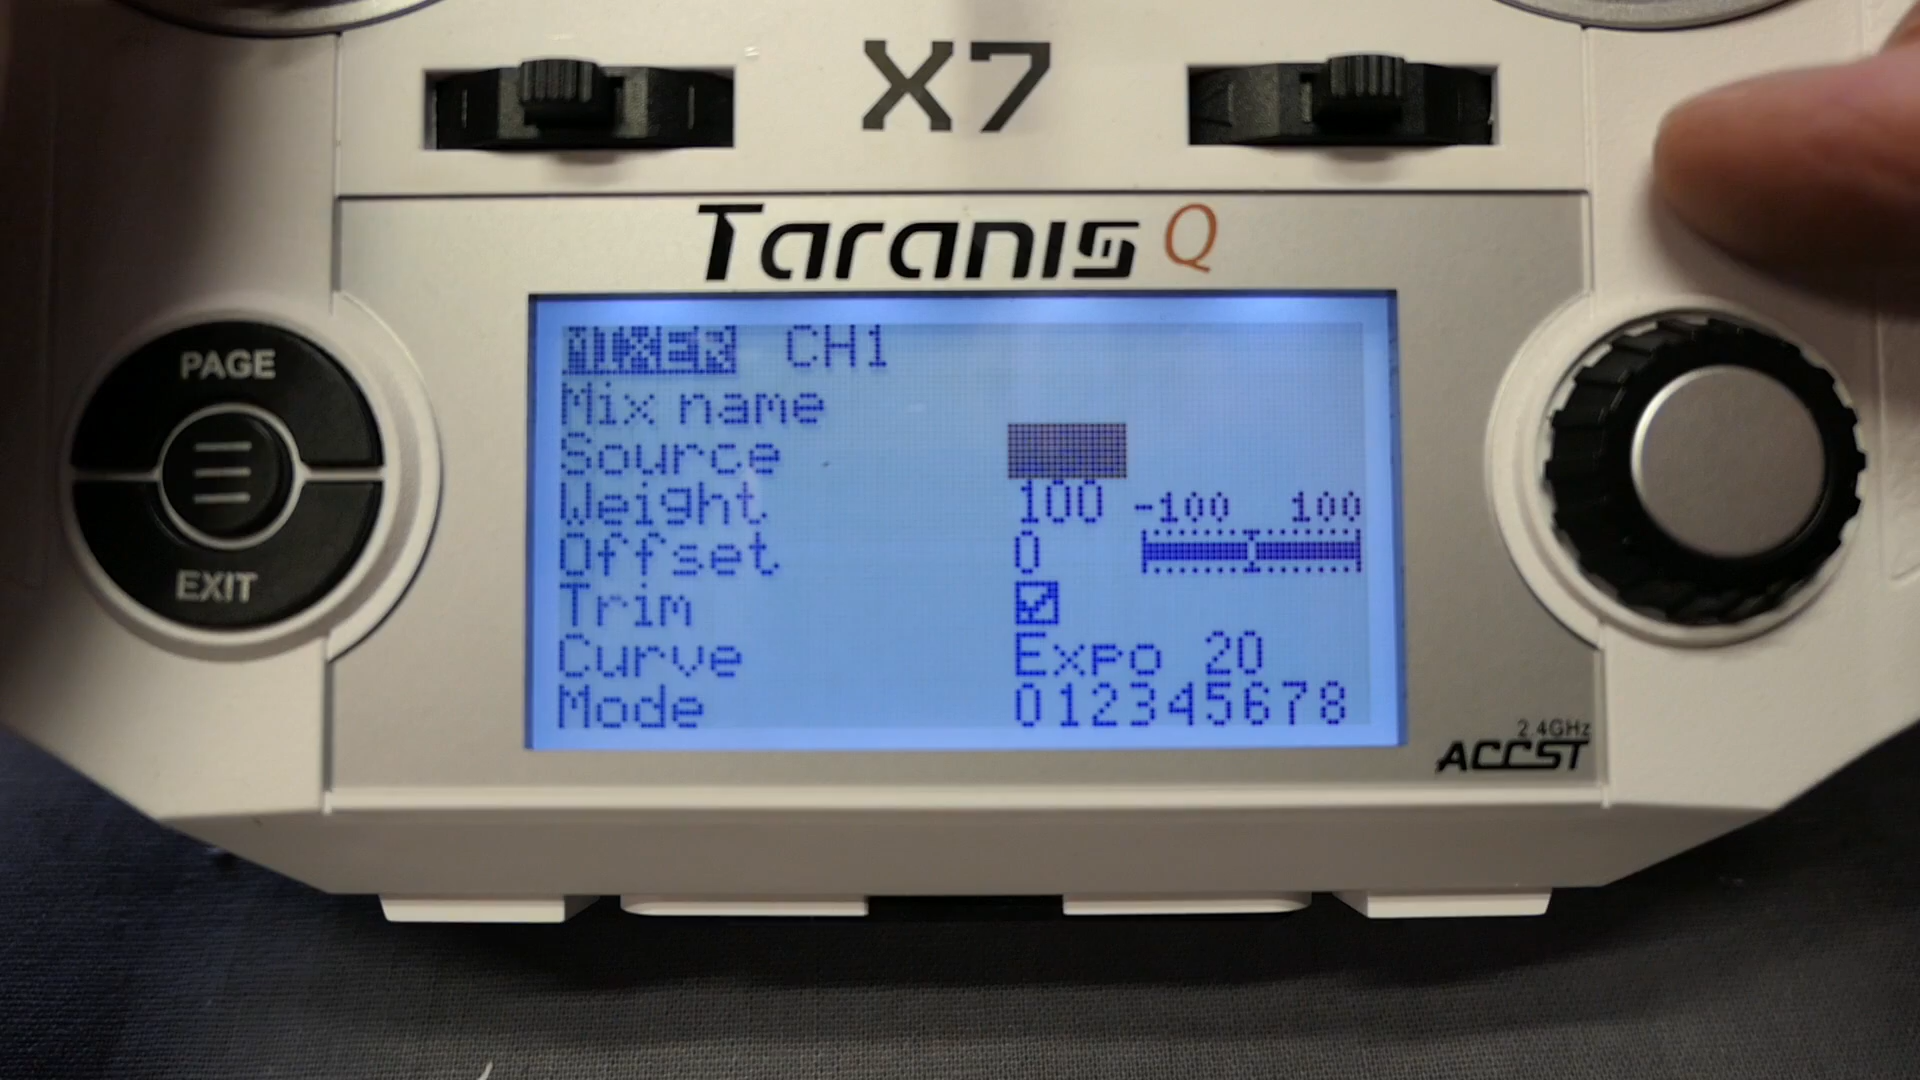 X7
Taranis Q
PAGE
EXIT
MIXER CH1
Mix name
Source
Weight 100 -100 100
Offset 0
Trim
Curve Expo 20
Mode 012345678
2.4GHz
ACCST